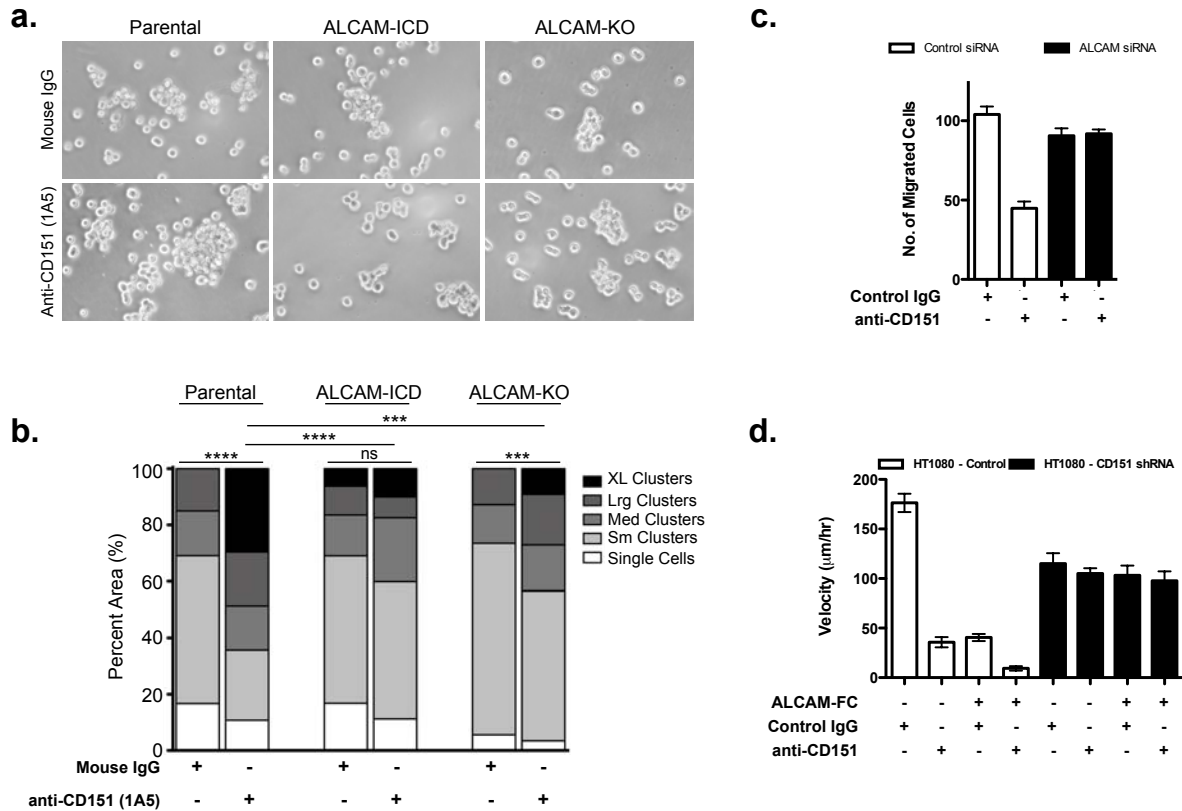 a.
Parental ALCAM-ICD ALCAM-KO
Mouse IgG
Anti-CD151 (1A5)
b.
Parental ALCAM-ICD ALCAM-KO
***
****
**** ns ***
Percent Area (%)
100
80
60
40
20
0
XL Clusters
Lrg Clusters
Med Clusters
Sm Clusters
Single Cells
Mouse IgG + - + - + -
anti-CD151 (1A5) - + - + - +
c.
Control siRNA ALCAM siRNA
No. of Migrated Cells
100
50
0
Control IgG + - + -
anti-CD151 - + - +
d.
HT1080 - Control HT1080 - CD151 shRNA
Velocity (µm/hr)
200
150
100
50
0
ALCAM-FC - - + + - - + +
Control IgG + - + - + - + -
anti-CD151 - + - + - + - +